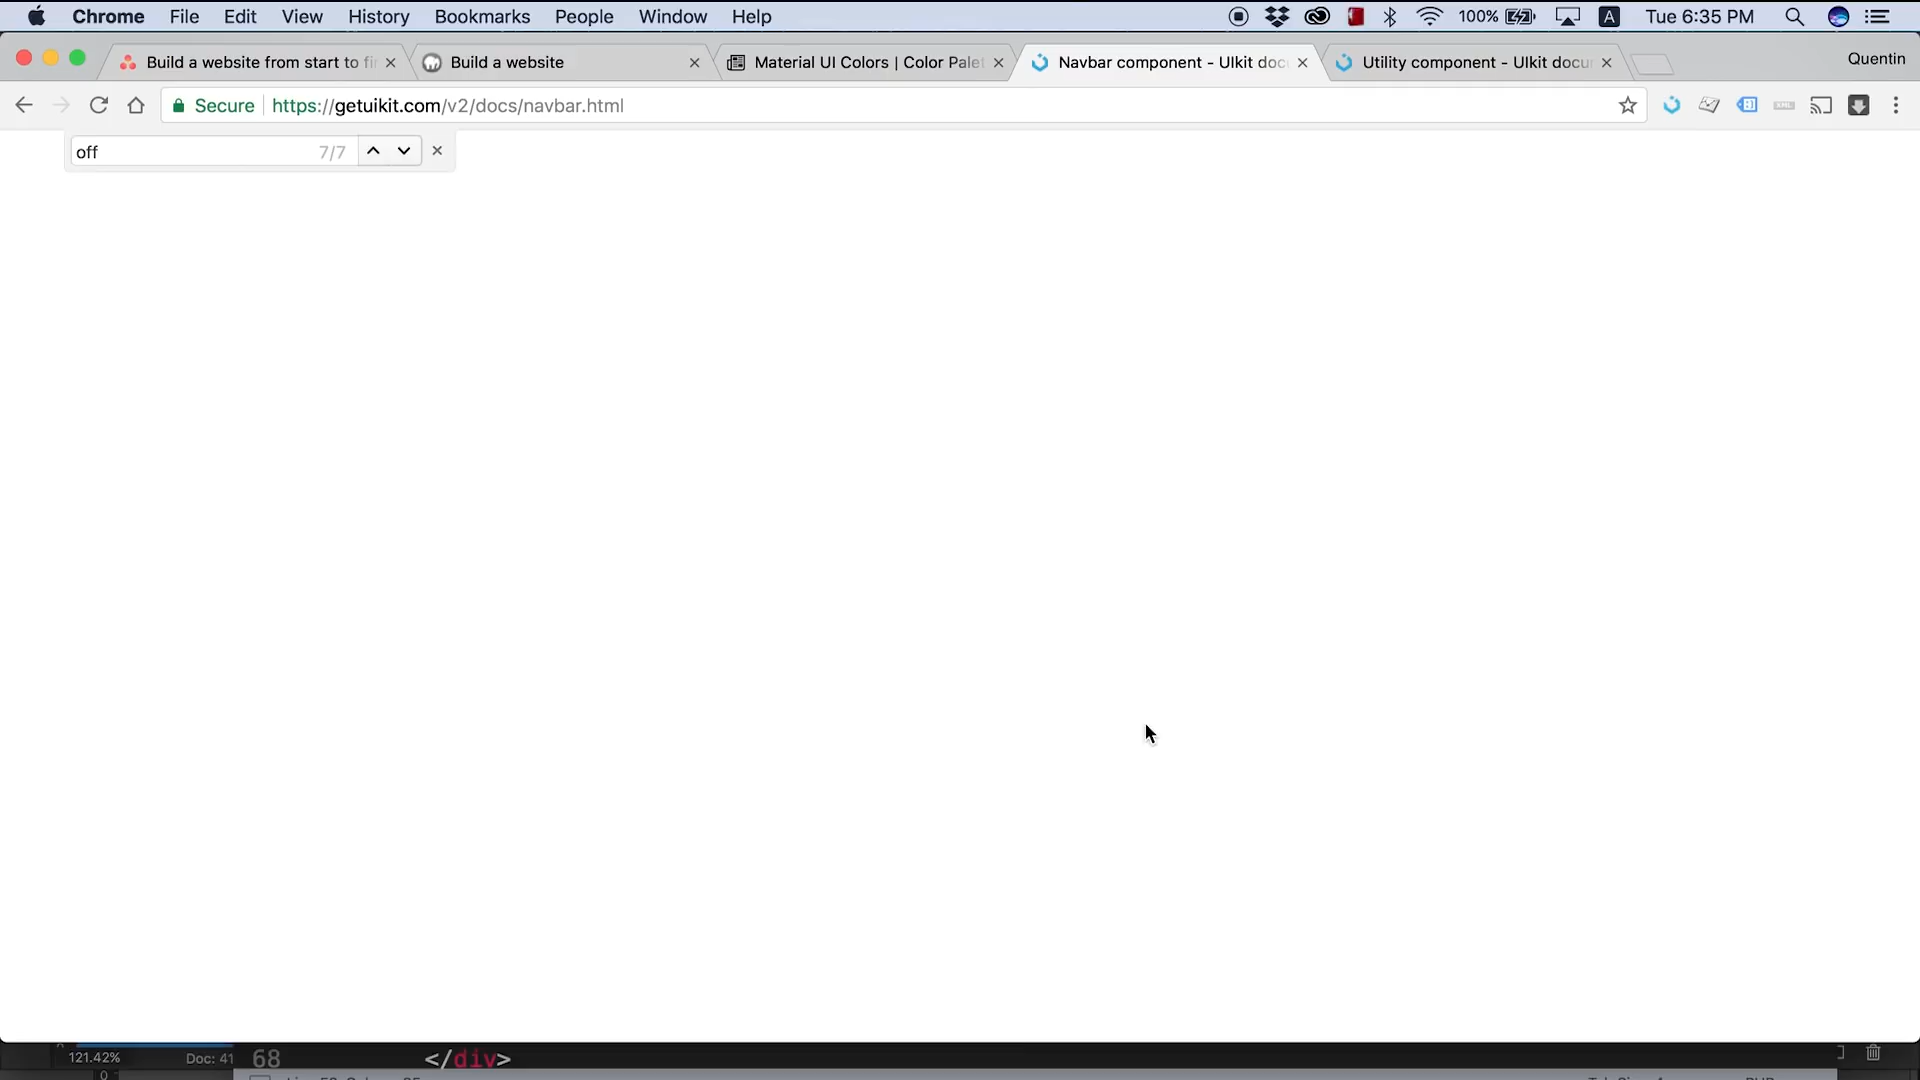 Chrome File Edit View History Bookmarks People Window Help 100% A Tue 6:35 PM
Build a website from start to fi Build a website Material UI Colors | Color Palet Navbar component - UIkit doc Utility component - UIkit docu Quentin
Secure https://getuikit.com/v2/docs/navbar.html
off 7/7
121.42% Doc: 41 68 </div>